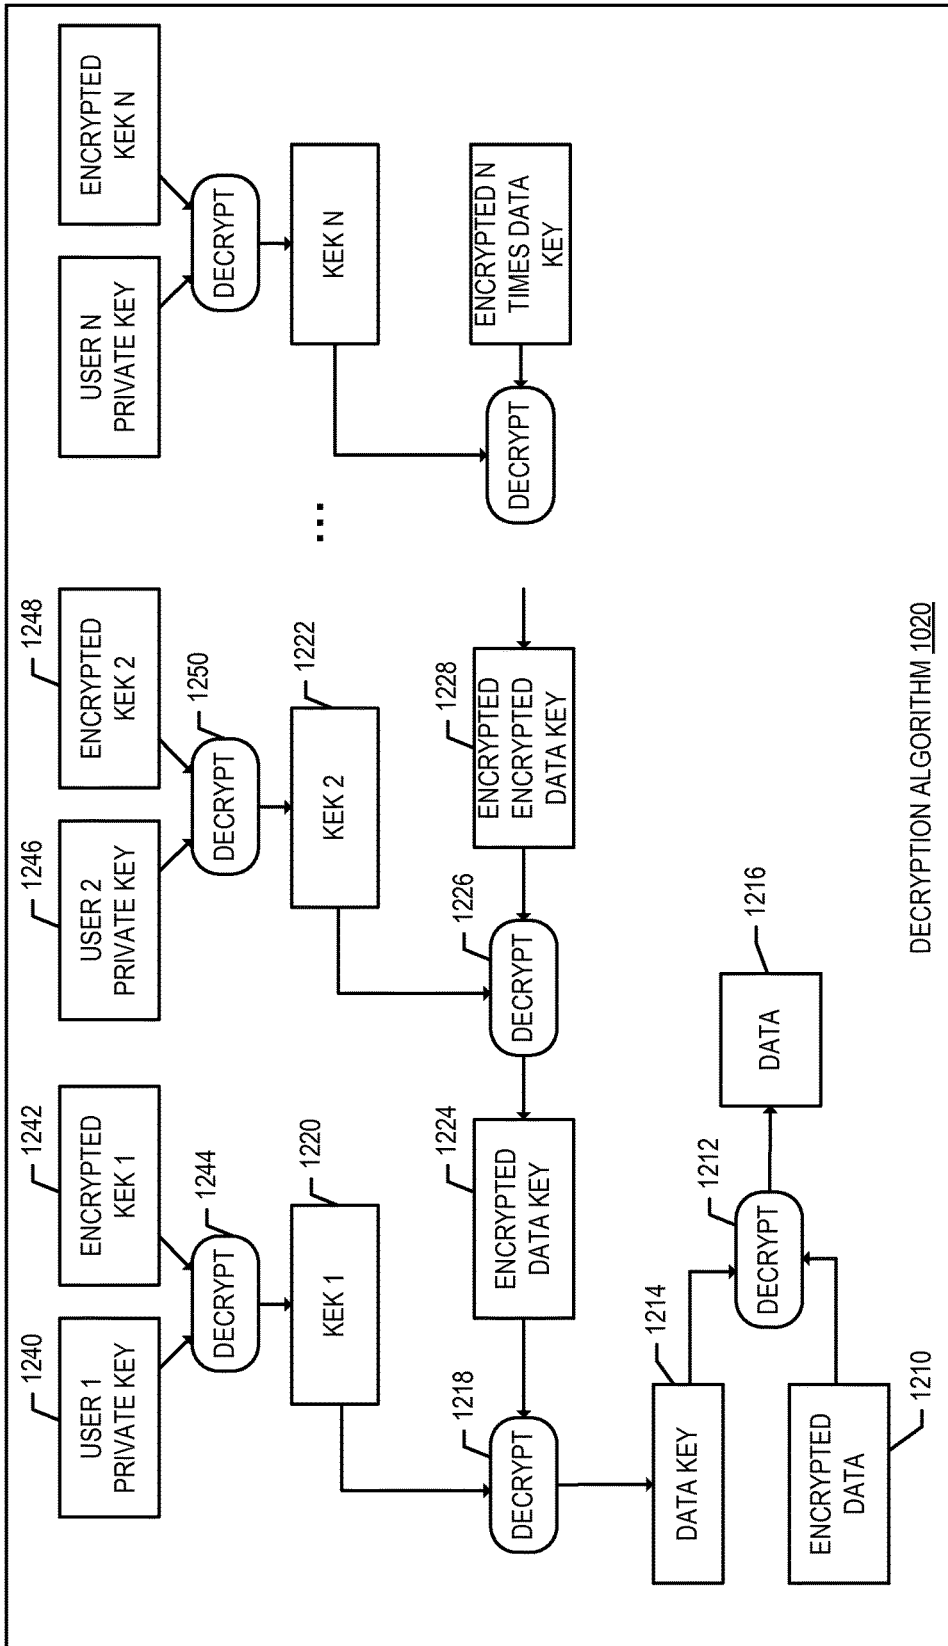 1240
USER 1
PRIVATE KEY
1242
ENCRYPTED
KEK 1
1244
DECRYPT
1220
KEK 1
1246
USER 2
PRIVATE KEY
1248
ENCRYPTED
KEK 2
1250
DECRYPT
1222
KEK 2
...
USER N
PRIVATE KEY
ENCRYPTED
KEK N
DECRYPT
KEK N
1218
DECRYPT
1224
ENCRYPTED
DATA KEY
1226
DECRYPT
1228
ENCRYPTED
ENCRYPTED
DATA KEY
DECRYPT
ENCRYPTED N
TIMES DATA
KEY
1214
DATA KEY
1212
DECRYPT
1216
DATA
ENCRYPTED
DATA
1210
DECRYPTION ALGORITHM 1020